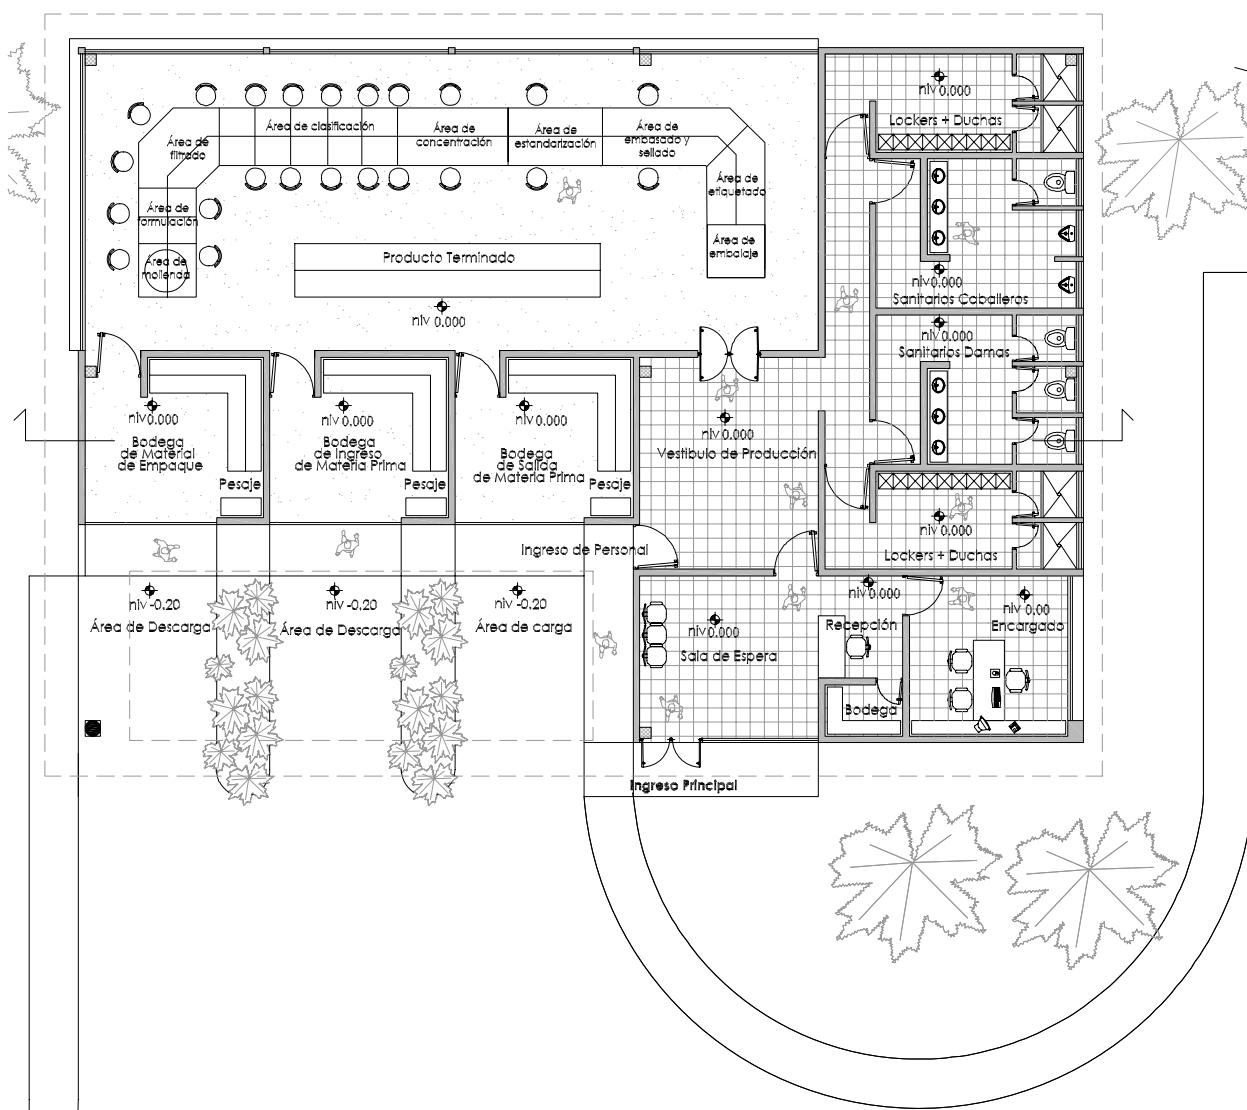 niv 0.000
Lockers + Duchas
Área de clasificación
Área de
concentración
Área de
estandarización
Área de
embasado y
sellado
Área de
filtrado
Área de
etiquetado
Área de
formulación
Área de
embalaje
Área de
molienda
Producto Terminado
niv 0.000
niv 0.000
Sanitarios Caballeros
niv 0.000
Sanitarios Damas
niv 0.000
Bodega
de Material
de Empaque
Pesaje
niv 0.000
Bodega
de Ingreso
de Materia Prima
Pesaje
niv 0.000
Bodega
de Salida
de Materia Prima
Pesaje
niv 0.000
Vestibulo de Producción
niv 0.000
Lockers + Duchas
Ingreso de Personal
niv -0.20
Área de Descarga
niv -0.20
Área de Descarga
niv -0.20
Área de carga
niv 0.000
Sala de Espera
niv 0.000
Recepción
niv 0.00
Encargado
Bodega
Ingreso Principal